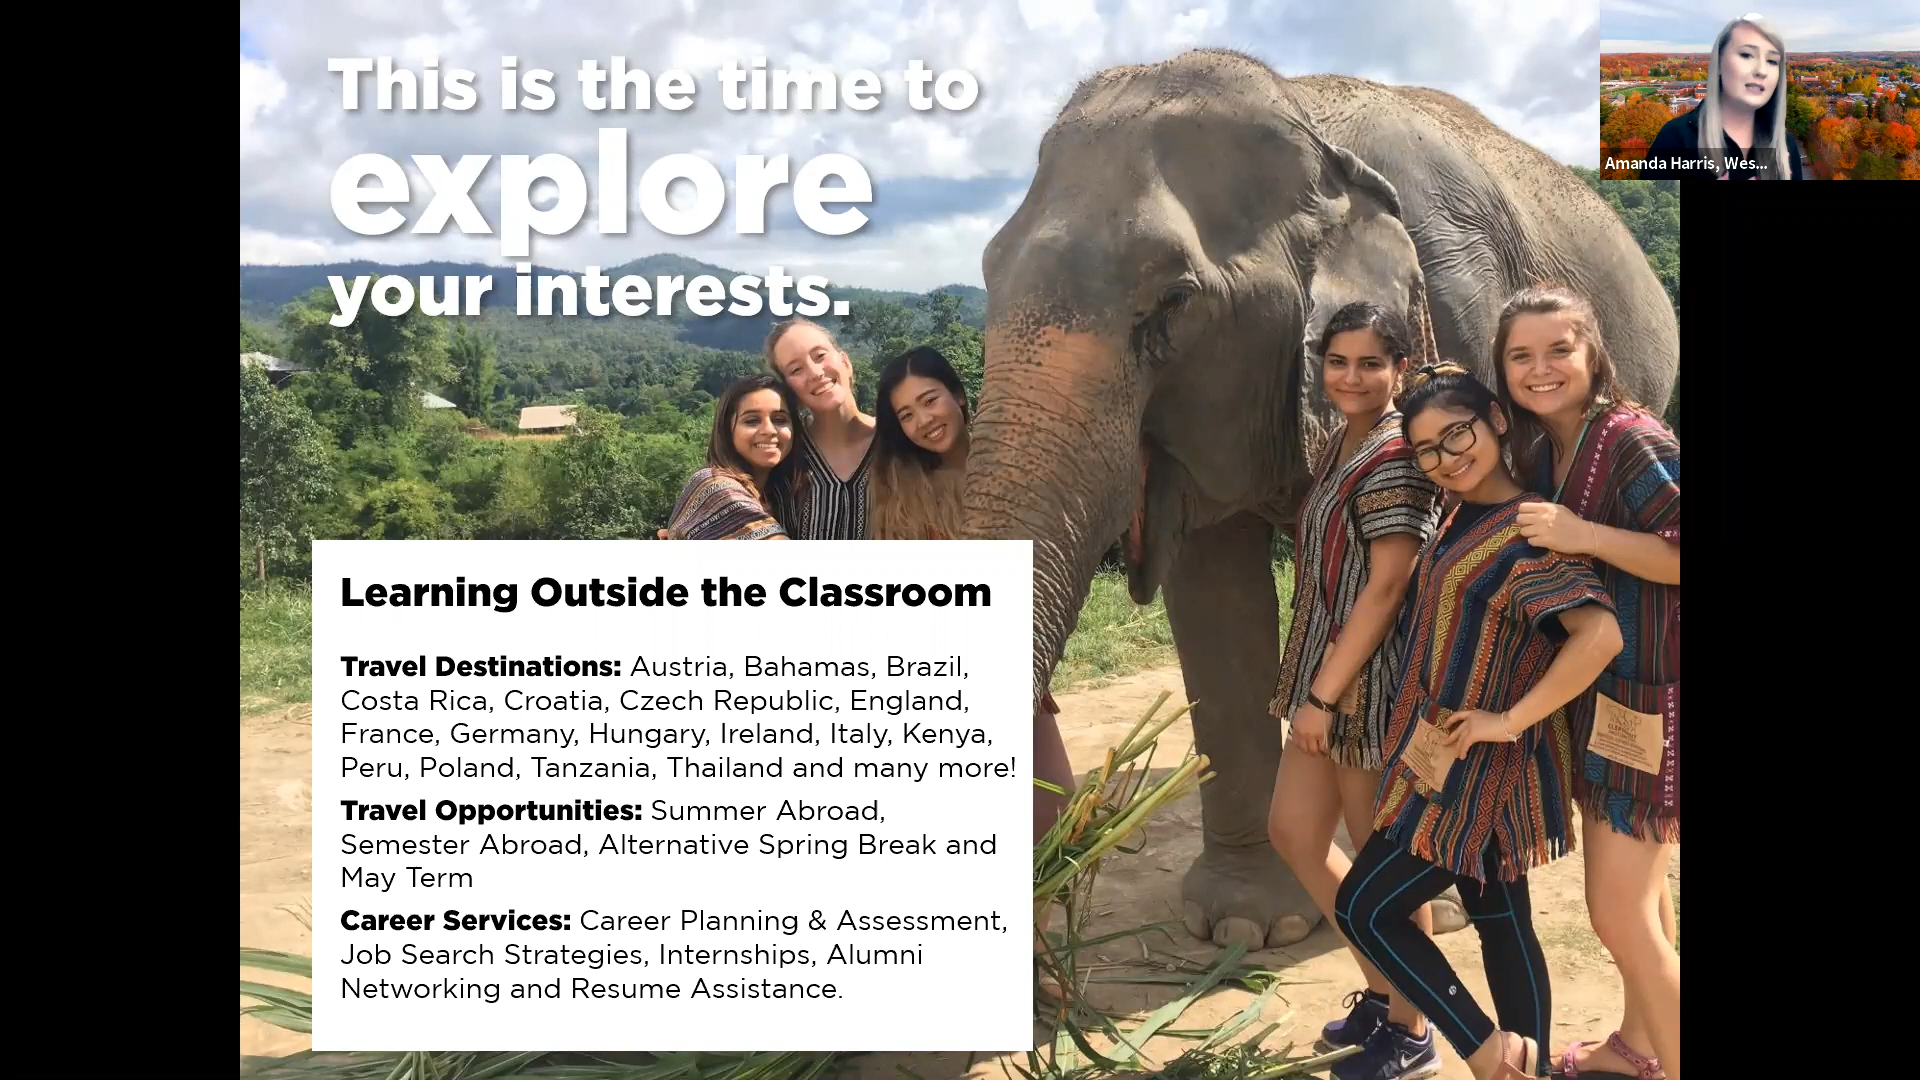 This is the time to
explore
your interests.
Amanda Harris, Wes...
Learning Outside the Classroom
Travel Destinations: Austria, Bahamas, Brazil,
Costa Rica, Croatia, Czech Republic, England,
France, Germany, Hungary, Ireland, Italy, Kenya,
Peru, Poland, Tanzania, Thailand and many more!
Travel Opportunities: Summer Abroad,
Semester Abroad, Alternative Spring Break and
May Term
Career Services: Career Planning & Assessment,
Job Search Strategies, Internships, Alumni
Networking and Resume Assistance.